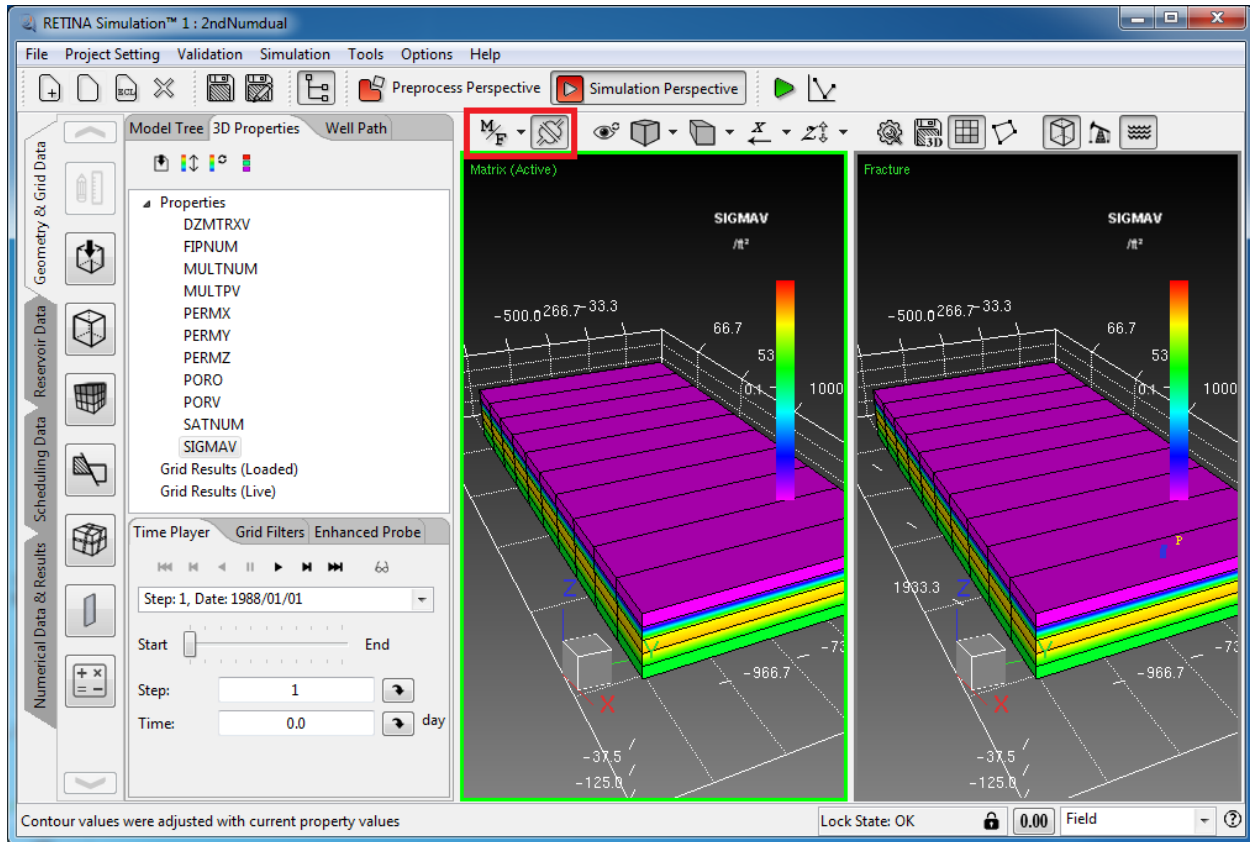 RETINA Simulation™ 1 : 2ndNumdual
File Project Setting Validation Simulation Tools Options Help
ECL Preprocess Perspective Simulation Perspective
Model Tree 3D Properties Well Path
M/F X Z 3D
Geometry & Grid Data
Reservoir Data
Scheduling Data
Numerical Data & Results
Properties
DZMTRXV
FIPNUM
MULTNUM
MULTPV
PERMX
PERMY
PERMZ
PORO
PORV
SATNUM
SIGMAV
Grid Results (Loaded)
Grid Results (Live)
Time Player Grid Filters Enhanced Probe
Step: 1, Date: 1988/01/01
Start End
Step: 1
Time: 0.0 day
Matrix (Active)
SIGMAV
/ft²
-500.0 266.7 -33.3
66.7
53
0.1 1000
Z
Y
X
-73
-966.7
-37.5
-125.0
Fracture
SIGMAV
/ft²
-500.0 266.7 -33.3
66.7
53
0.1 1000
P
1933.3 Z
Y
X
-73
-966.7
-37.5
-125.0
Contour values were adjusted with current property values
Lock State: OK 0.00 Field